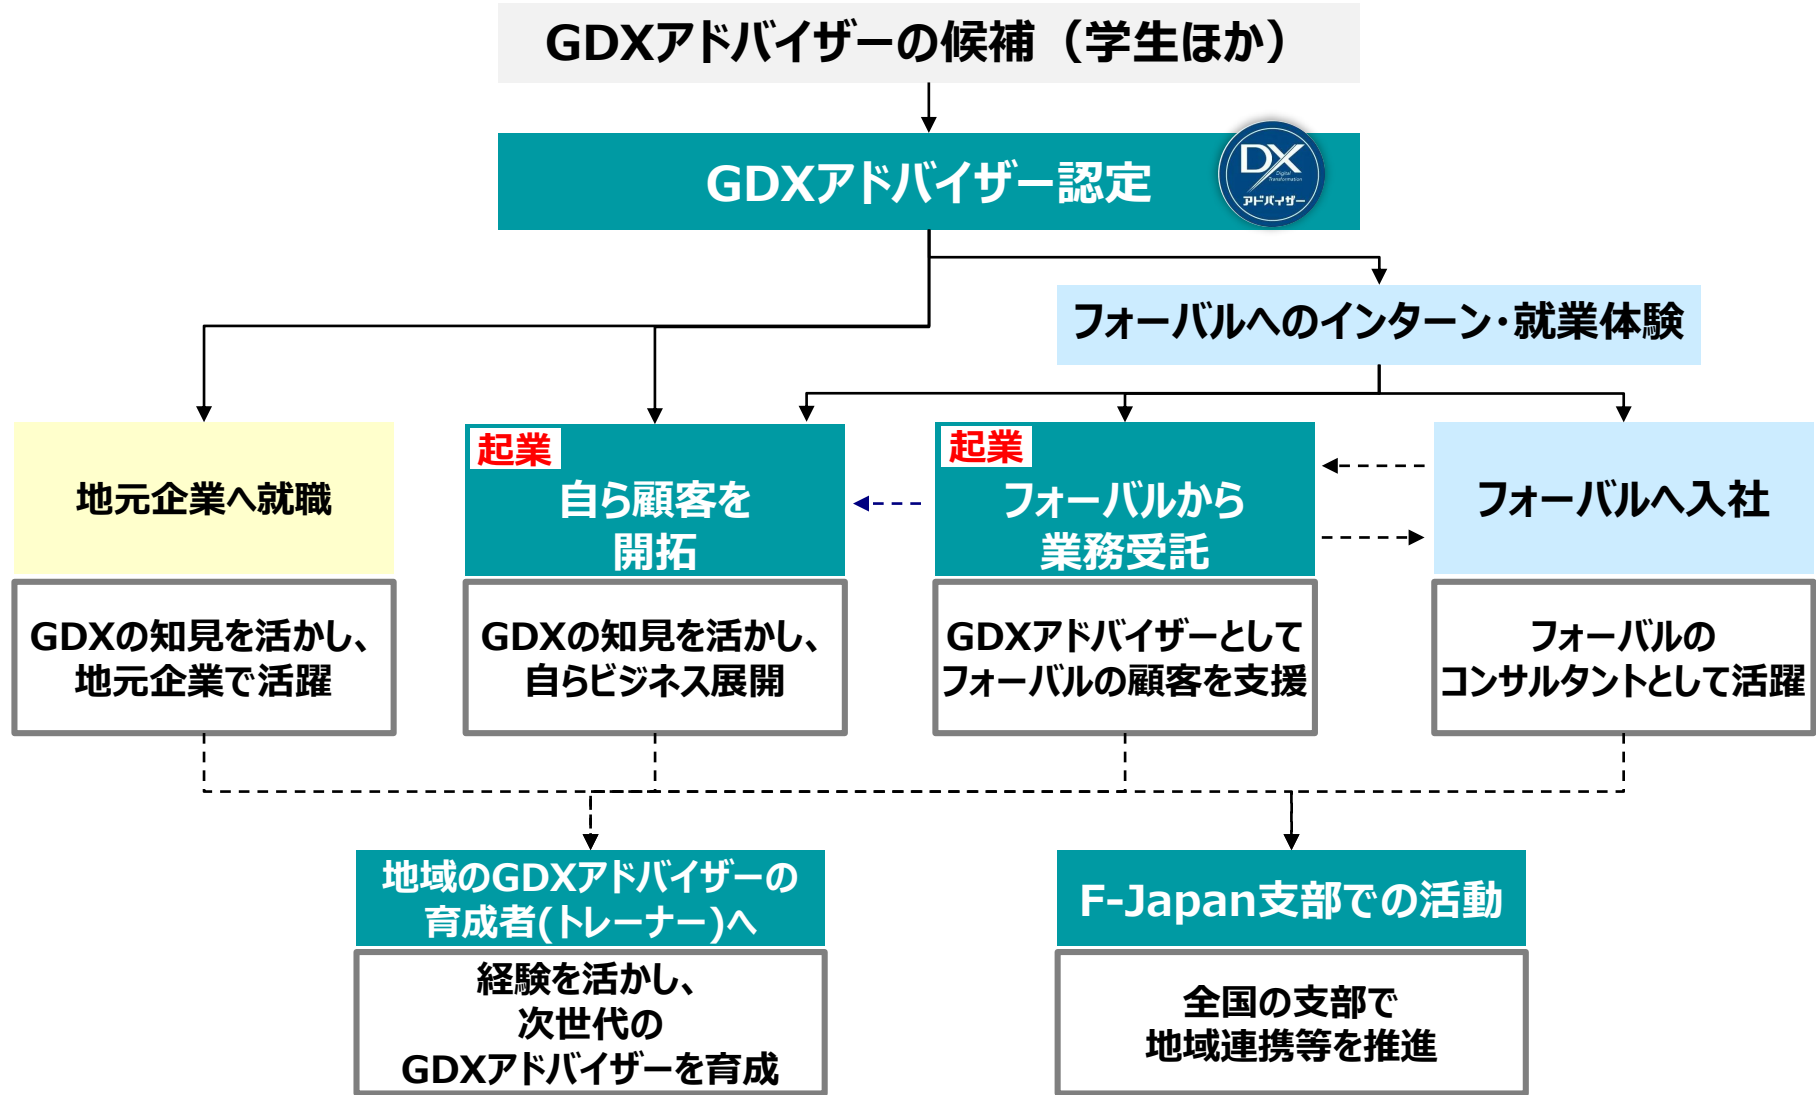 GDXアドバイザーの候補（学生ほか）
GDXアドバイザー認定
DX
Digital
Transformation
アドバイザー
フォーバルへのインターン・就業体験
地元企業へ就職
起業
自ら顧客を
開拓
起業
フォーバルから
業務受託
フォーバルへ入社
GDXの知見を活かし、
地元企業で活躍
GDXの知見を活かし、
自らビジネス展開
GDXアドバイザーとして
フォーバルの顧客を支援
フォーバルの
コンサルタントとして活躍
地域のGDXアドバイザーの
育成者(トレーナー)へ
経験を活かし、
次世代の
GDXアドバイザーを育成
F-Japan支部での活動
全国の支部で
地域連携等を推進